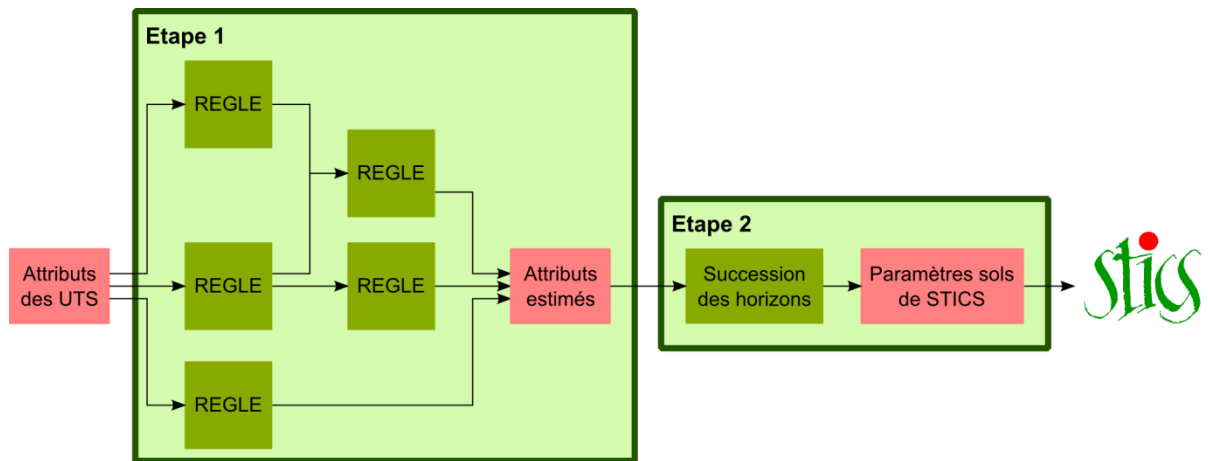 Etape 1
REGLE
REGLE
Attributs
des UTS
REGLE
REGLE
REGLE
Attributs
estimés
Etape 2
Succession
des horizons
Paramètres sols
de STICS
stics